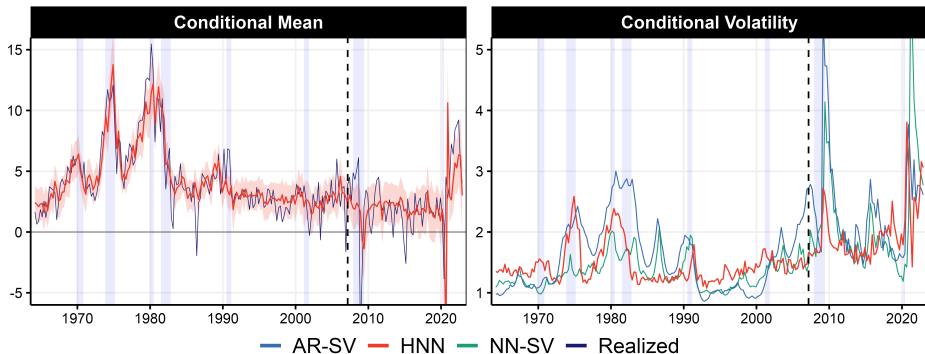 Conditional Mean
Conditional Volatility
15
10
5
0
-5
1970 1980 1990 2000 2010 2020
5
4
3
2
1
1970 1980 1990 2000 2010 2020
AR-SV HNN NN-SV Realized